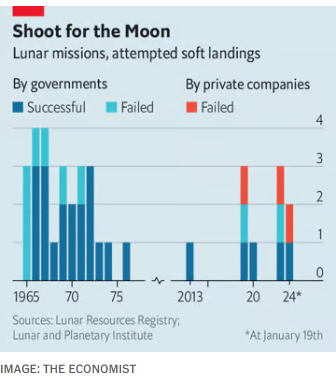 Shoot for the Moon
Lunar missions, attempted soft landings
By governments By private companies
Successful Failed Failed
4
3
2
1
0
1965 70 75 2013 20 24*
Sources: Lunar Resources Registry;
Lunar and Planetary Institute *At January 19th
IMAGE: THE ECONOMIST